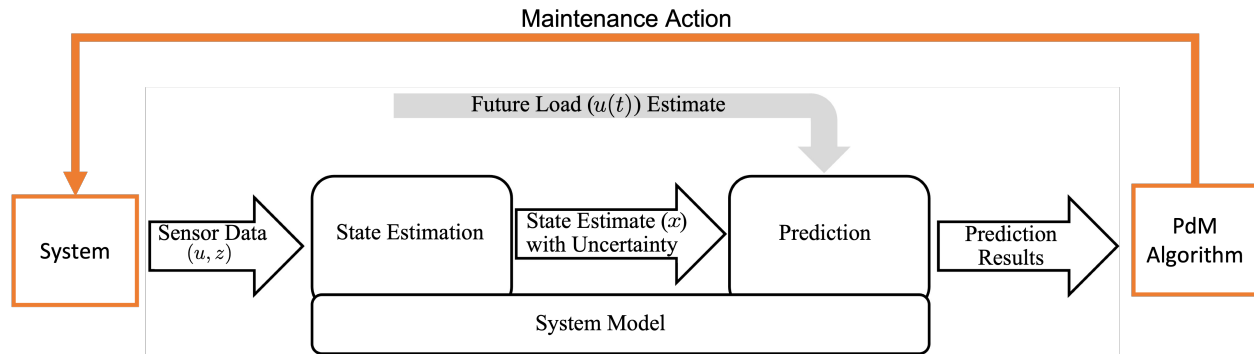 Maintenance Action
Future Load (u(t)) Estimate
System
Sensor Data
(u, z)
State Estimation
State Estimate (x)
with Uncertainty
Prediction
Prediction
Results
PdM
Algorithm
System Model